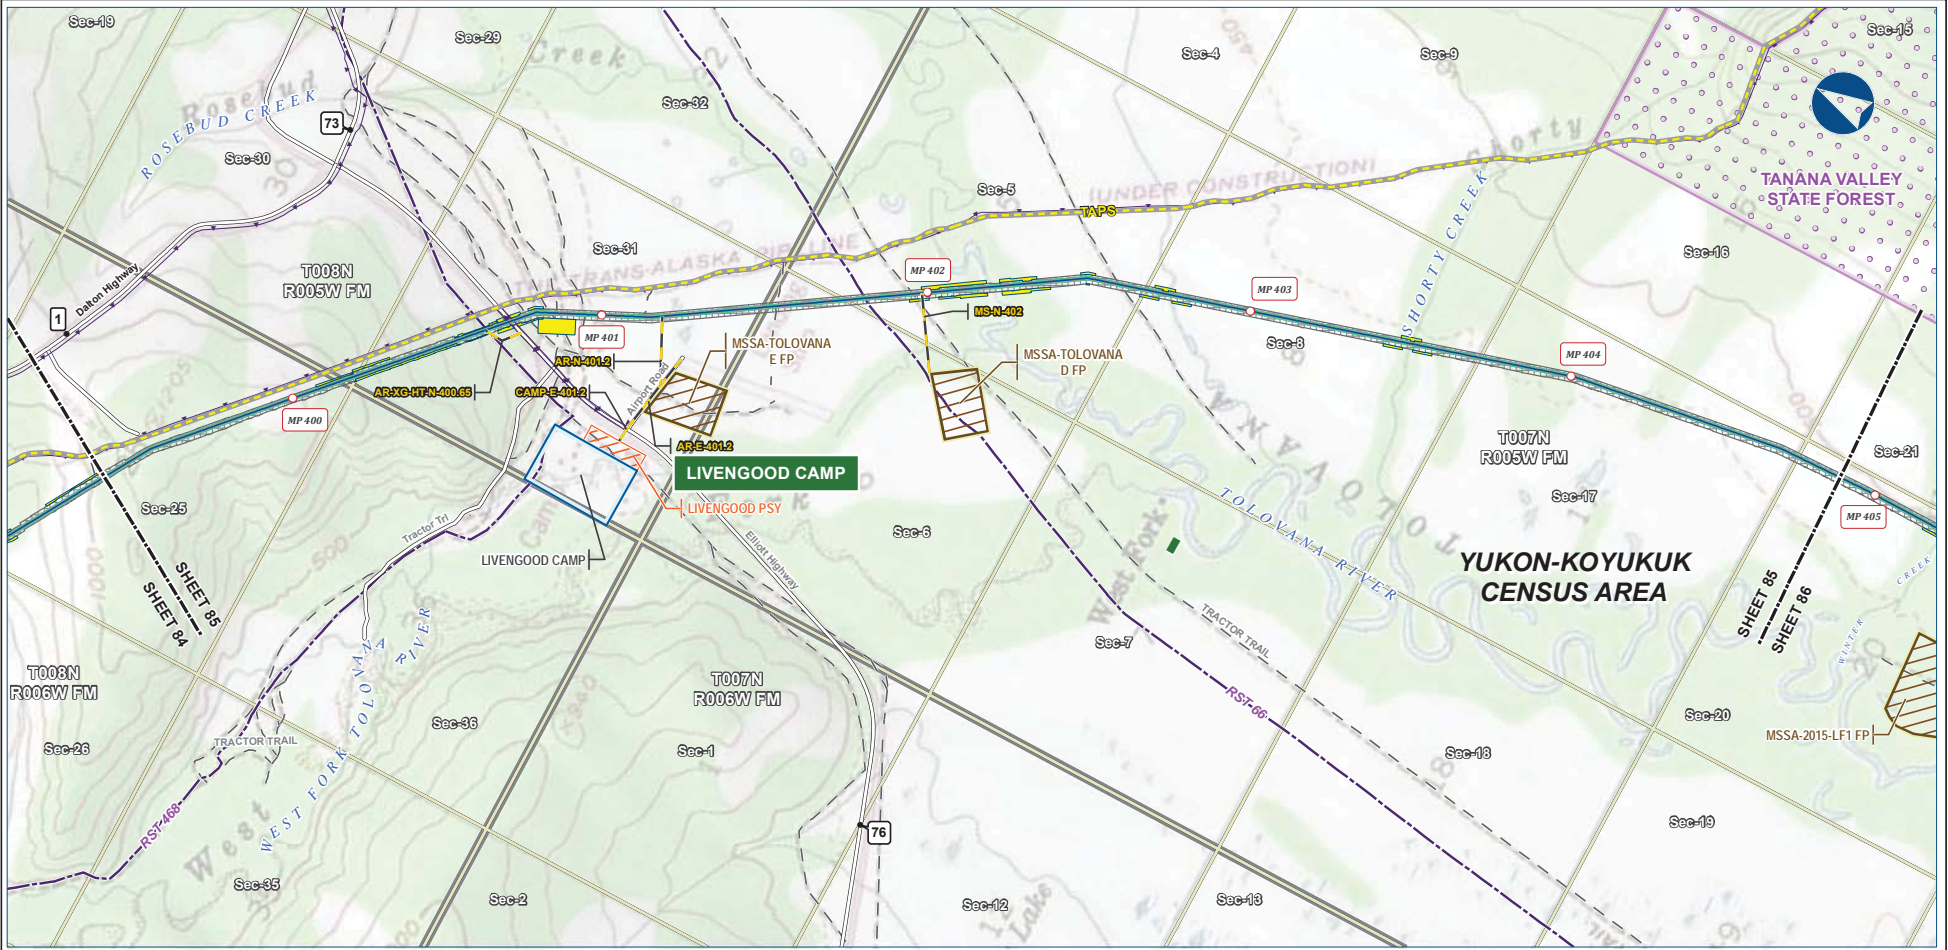 Sec-19
Sec-29
Creek
Sec-32
Sec-4
Sec-9
Sec-15
450
Rosebud
ROSEBUD CREEK
73
Sec-30
Shorty
TANANA VALLEY
STATE FOREST
Sec-5
(UNDER CONSTRUCTION)
TAPS
SHORTY CREEK
Sec-31
TRANS-ALASKA PIPELINE
Sec-16
T008N
R005W FM
Dalton Highway
1
MP 402
MP 403
MS-N-402
MP 401
Sec-8
MP 404
MSSA-TOLOVANA
E FP
MSSA-TOLOVANA
D FP
AR-N-401.2
AR-XG-HT-N-400.65
CAMP-E-401.2
Airport Road
MP 400
AR-E-401.2
T007N
R005W FM
Sec-21
LIVENGOOD CAMP
Sec-17
TOLOVANA
TOLOVANA RIVER
MP 405
Sec-25
LIVENGOOD PSY
Tractor Trl
Sec-6
Elliott Highway
LIVENGOOD CAMP
West Fork
YUKON-KOYUKUK
CENSUS AREA
1000
500
SHEET 85
SHEET 84
SHEET 85
SHEET 86
WINTER CREEK
TRACTOR TRAIL
Sec-7
WEST FORK TOLOVANA RIVER
T008N
R006W FM
T007N
R006W FM
RST-66
Sec-36
Sec-20
Sec-26
TRACTOR TRAIL
Sec-1
MSSA-2015-LF1 FP
Sec-18
RST-468
West
76
Sec-19
Sec-35
Sec-2
Sec-12
Lake
Sec-13